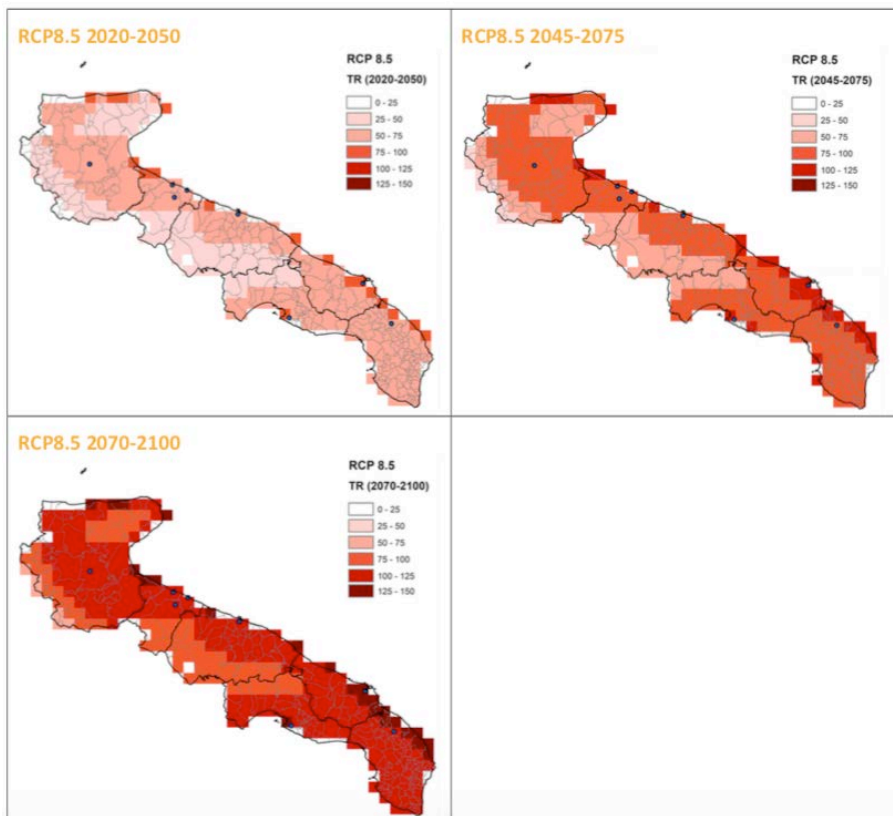 RCP8.5 2020-2050
RCP 8.5
TR (2020-2050)
0 - 25
25 - 50
50 - 75
75 - 100
100 - 125
125 - 150
RCP8.5 2045-2075
RCP 8.5
TR (2045-2075)
0 - 25
25 - 50
50 - 75
75 - 100
100 - 125
125 - 150
RCP8.5 2070-2100
RCP 8.5
TR (2070-2100)
0 - 25
25 - 50
50 - 75
75 - 100
100 - 125
125 - 150